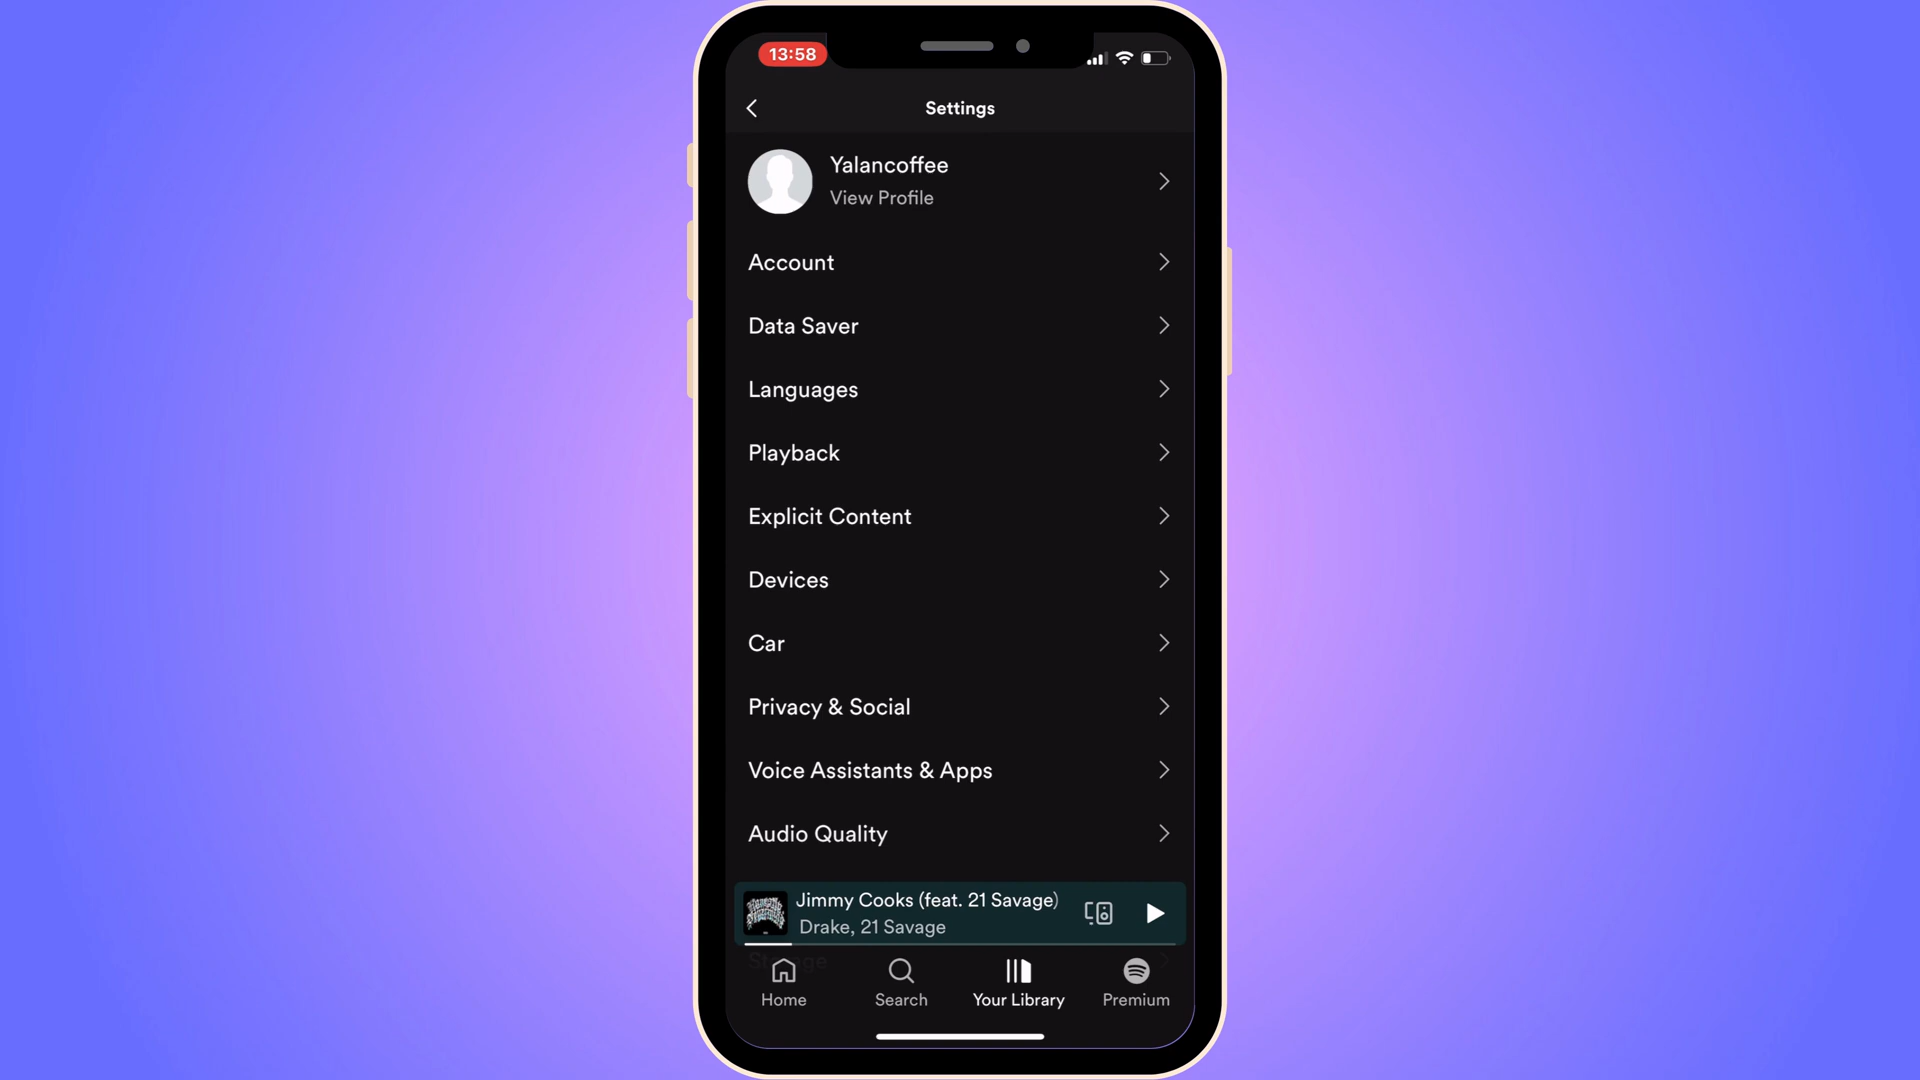 13:58
Settings
Yalancoffee
View Profile
Account
Data Saver
Languages
Playback
Explicit Content
Devices
Car
Privacy & Social
Voice Assistants & Apps
Audio Quality
Jimmy Cooks (feat. 21 Savage)
Drake, 21 Savage
Storage
Home
Search
Your Library
Premium